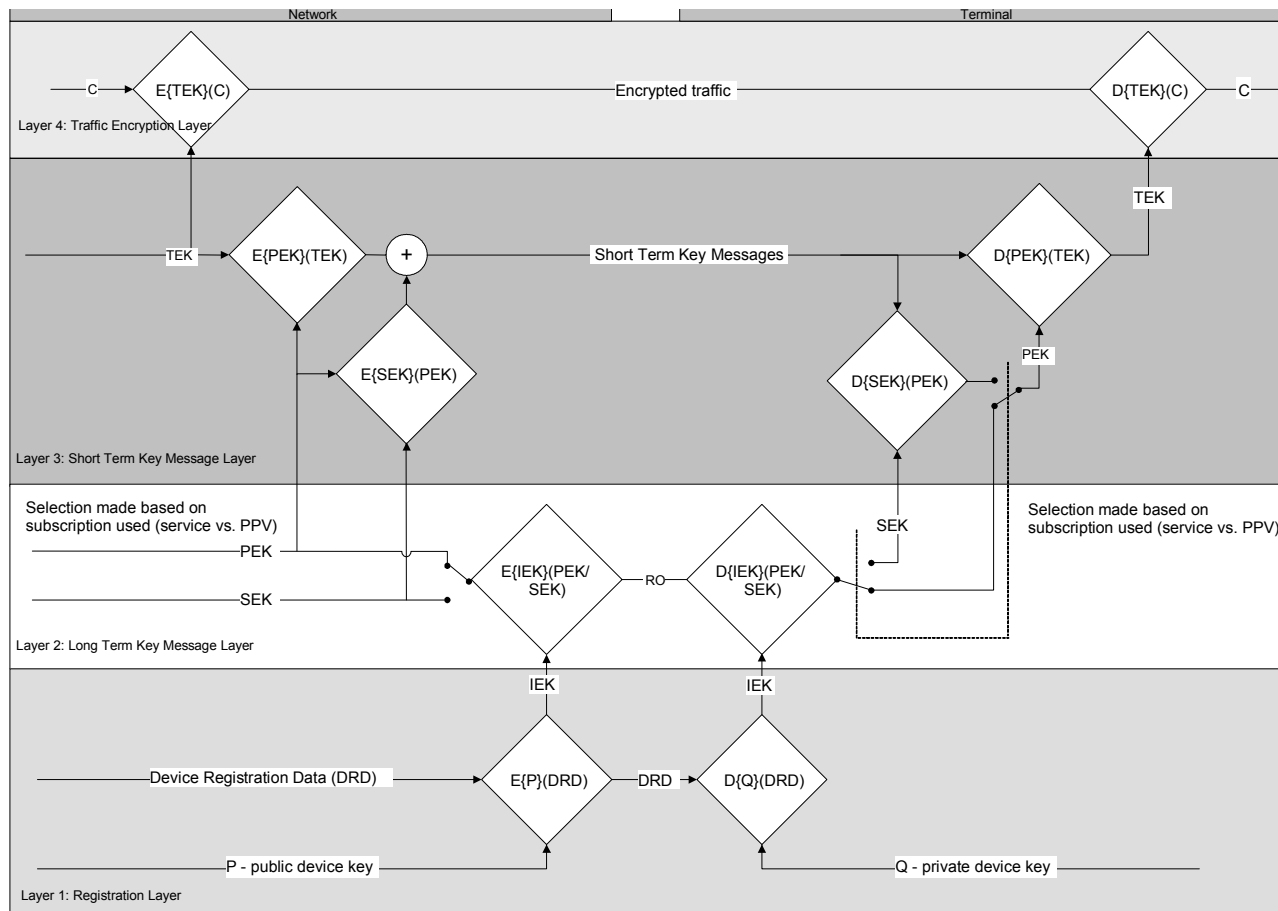 Network
Terminal
C
E{TEK}(C)
Encrypted traffic
D{TEK}(C)
C
Layer 4: Traffic Encryption Layer
TEK
E{PEK}(TEK)
+
Short Term Key Messages
D{PEK}(TEK)
TEK
E{SEK}(PEK)
D{SEK}(PEK)
PEK
Layer 3: Short Term Key Message Layer
Selection made based on
subscription used (service vs. PPV)
PEK
SEK
E{IEK}(PEK/
SEK)
RO
D{IEK}(PEK/
SEK)
SEK
Selection made based on
subscription used (service vs. PPV)
Layer 2: Long Term Key Message Layer
IEK
IEK
Device Registration Data (DRD)
E{P}(DRD)
DRD
D{Q}(DRD)
P - public device key
Q - private device key
Layer 1: Registration Layer